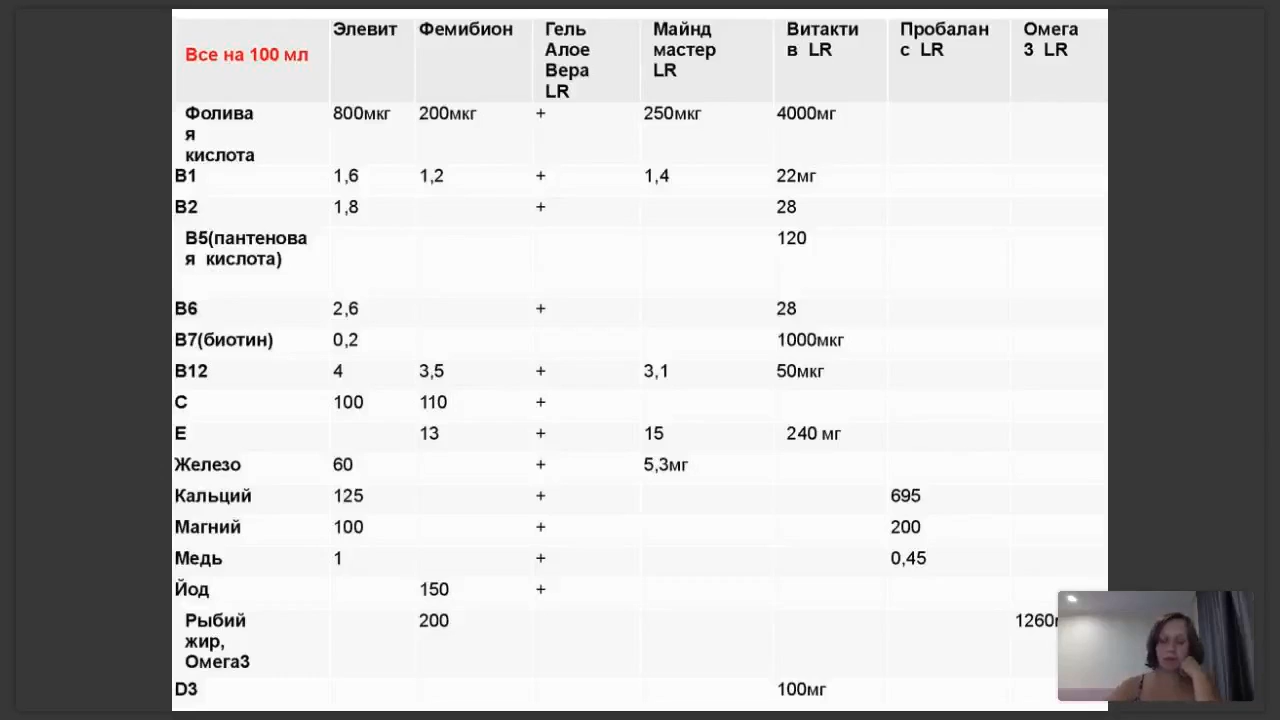 Все на 100 мл
Элевит Фемибион Гель Алое Вера LR Майнд мастер LR Витакти в LR Пробалан с LR Омега 3 LR
Фолива
я
кислота 800мкг 200мкг + 250мкг 4000мг
B1 1,6 1,2 + 1,4 22мг
B2 1,8 + 28
B5(пантенова
я кислота) 120
B6 2,6 + 28
B7(биотин) 0,2 1000мкг
B12 4 3,5 + 3,1 50мкг
C 100 110 +
E 13 + 15 240 мг
Железо 60 + 5,3мг
Кальций 125 + 695
Магний 100 + 200
Медь 1 + 0,45
Йод 150 +
Рыбий
жир,
Омега3 200
D3 100мг